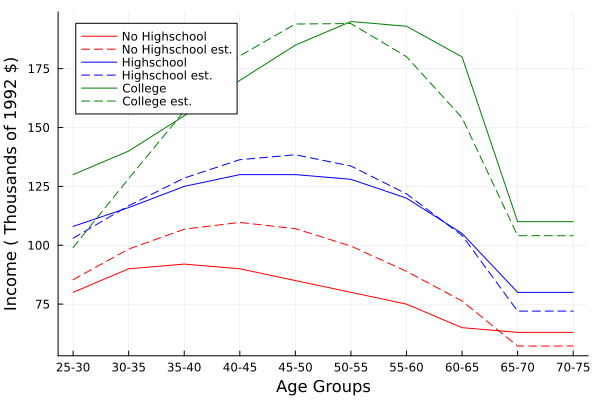 No Highschool
No Highschool est.
Highschool
Highschool est.
College
College est.
175
150
125
100
75
Income ( Thousands of 1992 $)
25-30 30-35 35-40 40-45 45-50 50-55 55-60 60-65 65-70 70-75
Age Groups